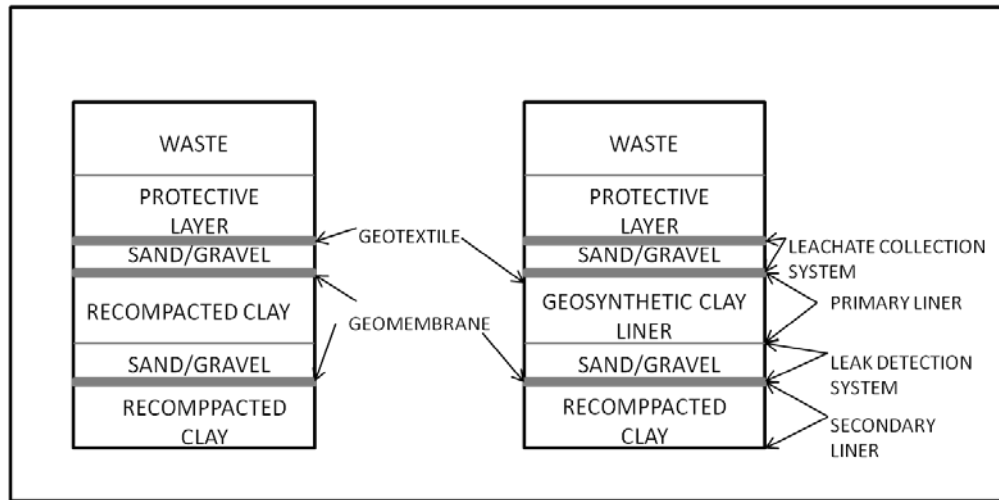 WASTE
PROTECTIVE
LAYER
SAND/GRAVEL
RECOMPACTED CLAY
SAND/GRAVEL
RECOMPPACTED
CLAY
GEOTEXTILE
GEOMEMBRANE
WASTE
PROTECTIVE
LAYER
SAND/GRAVEL
GEOSYNTHETIC CLAY
LINER
SAND/GRAVEL
RECOMPPACTED
CLAY
LEACHATE COLLECTION
SYSTEM
PRIMARY LINER
LEAK DETECTION
SYSTEM
SECONDARY
LINER